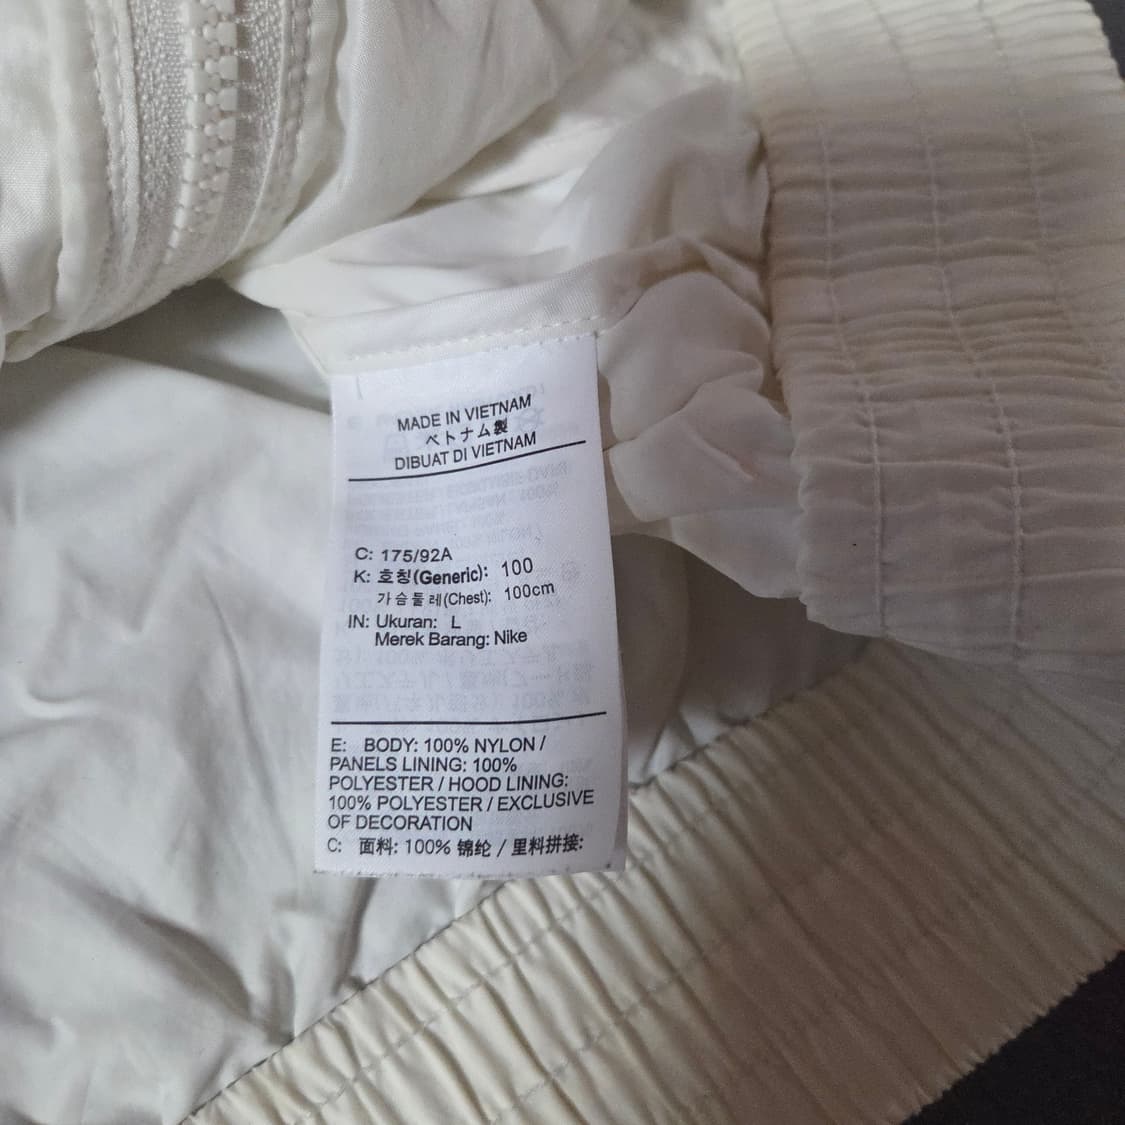 MADE IN VIETNAM
ベトナム製
DIBUAT DI VIETNAM
C: 175/92A
K: 호칭(Generic): 100
가슴둘레(Chest): 100cm
IN: Ukuran: L
Merek Barang: Nike
E: BODY: 100% NYLON /
PANELS LINING: 100%
POLYESTER / HOOD LINING:
100% POLYESTER / EXCLUSIVE
OF DECORATION
C: 面料: 100% 锦纶 / 里料拼接: